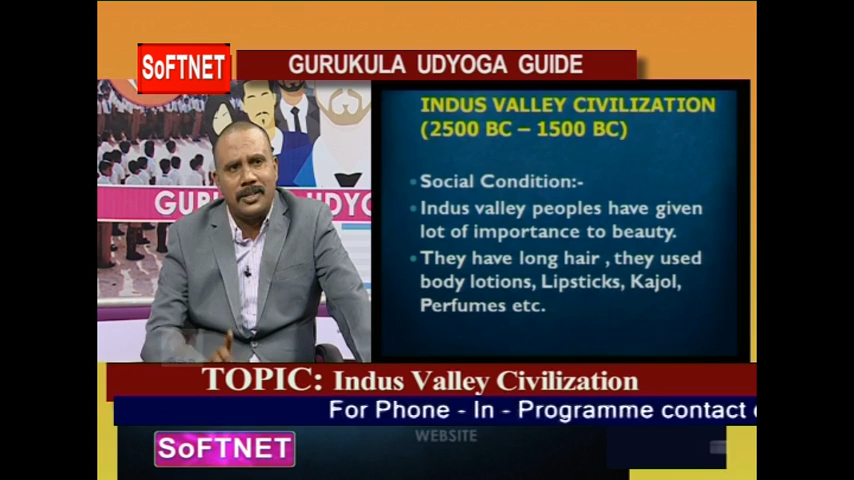 SoFTNET
GURUKULA UDYOGA GUIDE
INDUS VALLEY CIVILIZATION
(2500 BC – 1500 BC)
• Social Condition:-
• Indus valley peoples have given
lot of importance to beauty.
• They have long hair , they used
body lotions, Lipsticks, Kajol,
Perfumes etc.
TOPIC: Indus Valley Civilization
For Phone - In - Programme contact
WEBSITE
SoFTNET